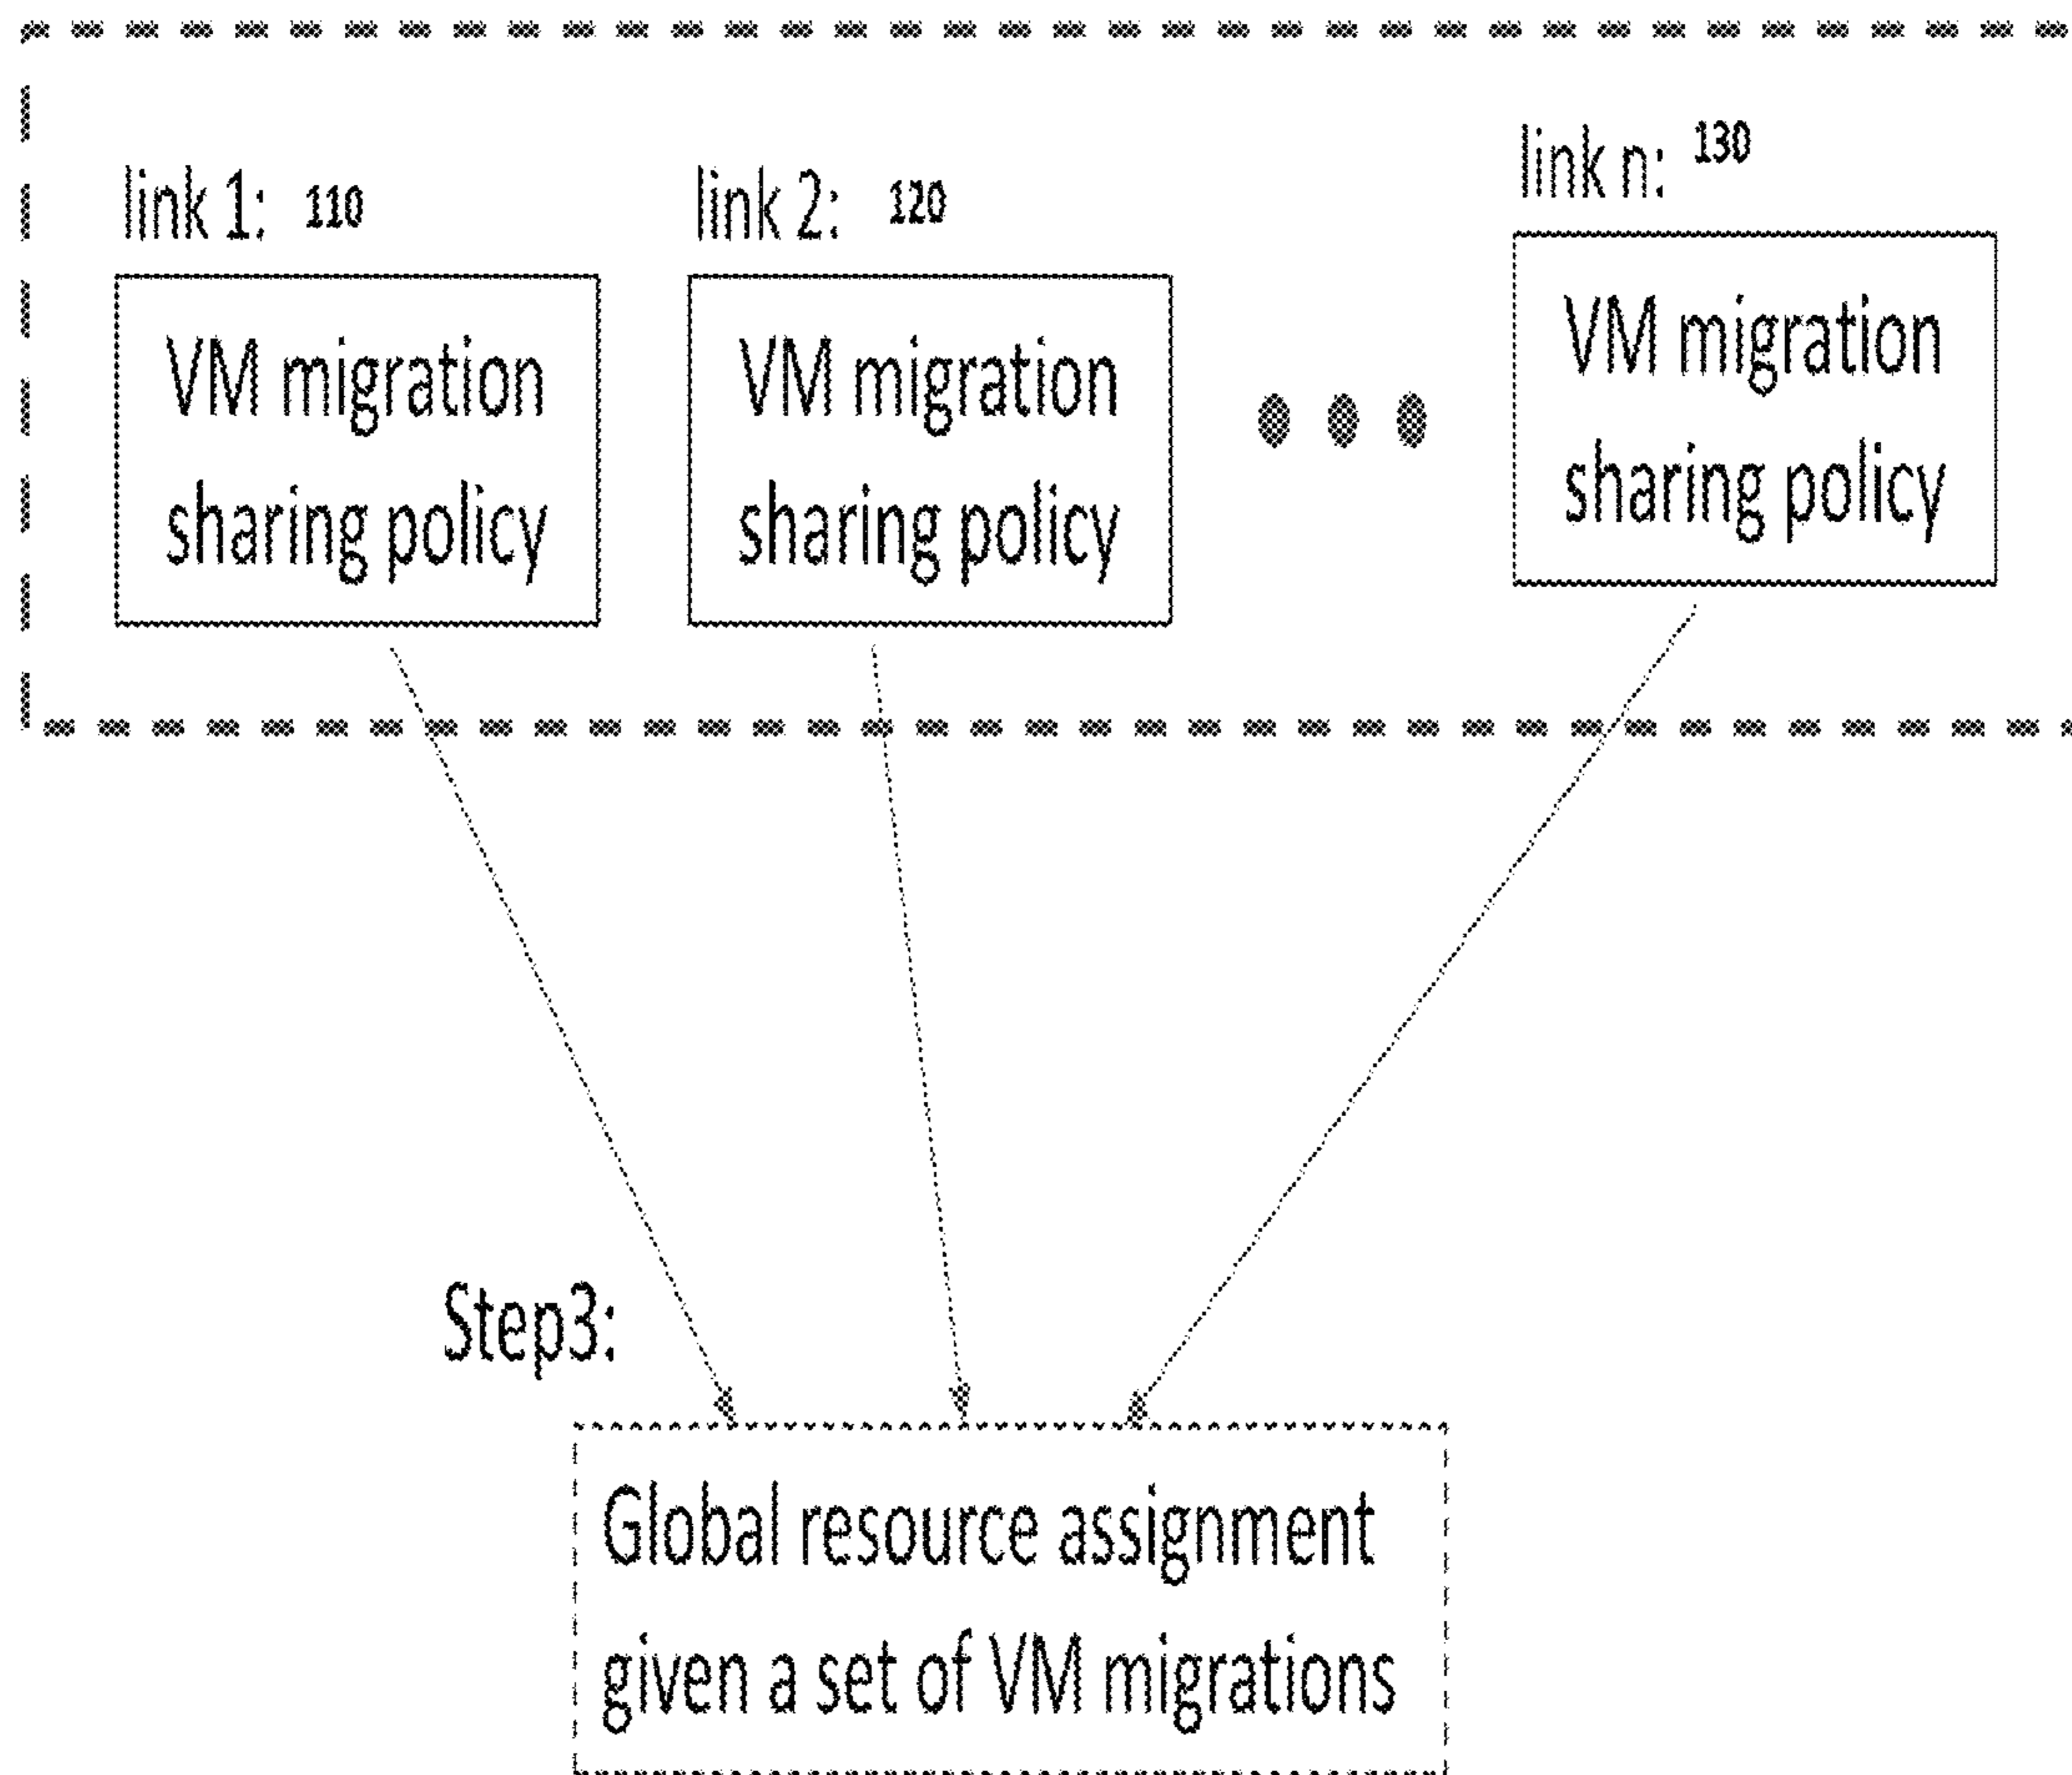 link 1: 110
link 2: 120
link n: 130
VM migration
sharing policy
VM migration
sharing policy
VM migration
sharing policy
Step3:
Global resource assignment
given a set of VM migrations